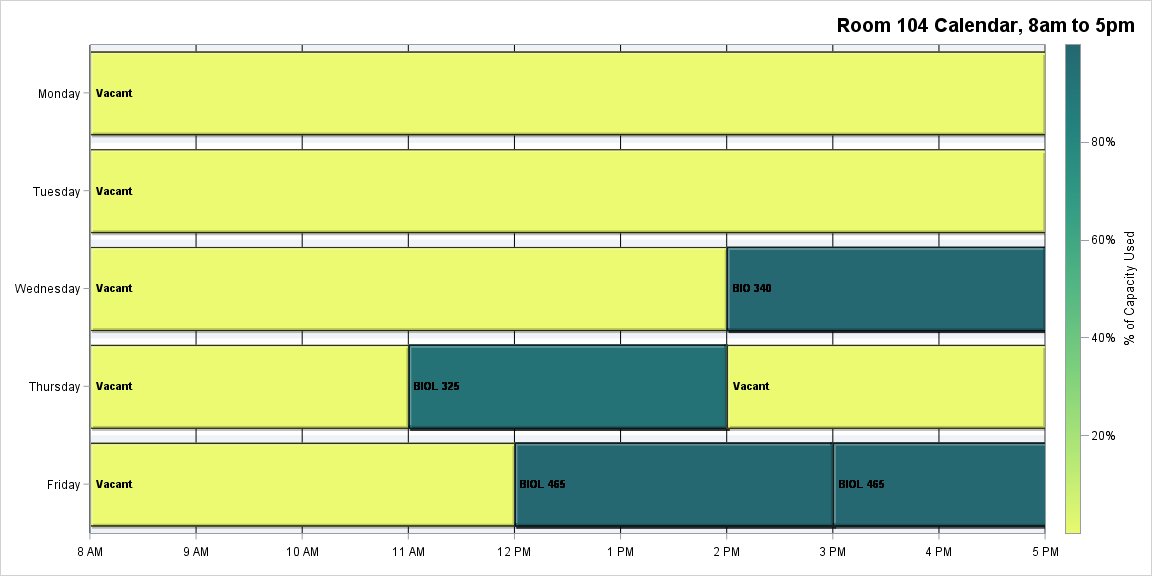 Room 104 Calendar, 8am to 5pm
Monday
Vacant
Tuesday
Vacant
Wednesday
Vacant
BIO 340
Thursday
Vacant
BIOL 325
Vacant
Friday
Vacant
BIOL 465
BIOL 465
8 AM
9 AM
10 AM
11 AM
12 PM
1 PM
2 PM
3 PM
4 PM
5 PM
80%
60%
40%
20%
% of Capacity Used